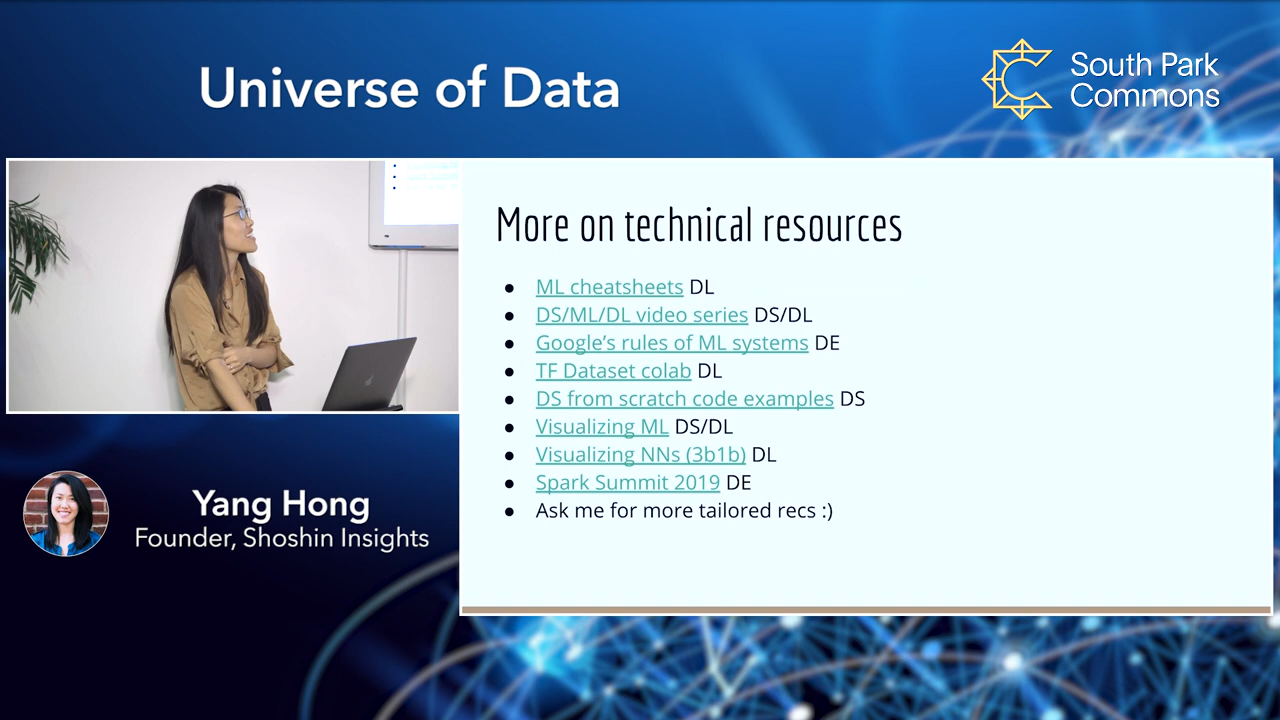 Universe of Data
South Park
Commons
More on technical resources
● ML cheatsheets DL
● DS/ML/DL video series DS/DL
● Google’s rules of ML systems DE
● TF Dataset colab DL
● DS from scratch code examples DS
● Visualizing ML DS/DL
● Visualizing NNs (3b1b) DL
● Spark Summit 2019 DE
● Ask me for more tailored recs :)
Yang Hong
Founder, Shoshin Insights